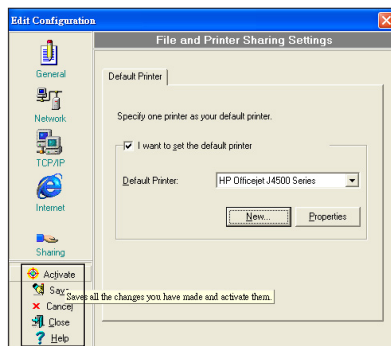 Edit Configuration
File and Printer Sharing Settings
General
Network
TCP/IP
Internet
Sharing
Activate
Save
Cancel
Close
Help
Saves all the changes you have made and activate them.
Default Printer
Specify one printer as your default printer.
I want to set the default printer
Default Printer:
HP Officejet J4500 Series
New...
Properties